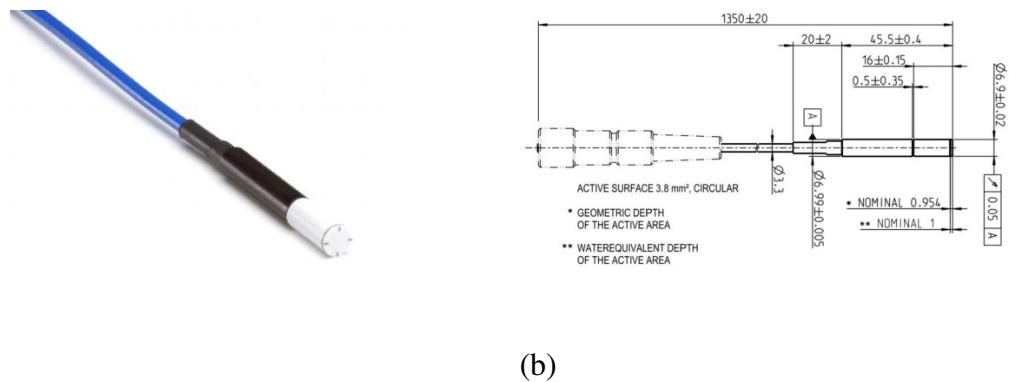 1350±20
20±2
45.5±0.4
16±0.15
0.5±0.35
Ø6.9±0.02
A
Ø3.3
Ø6.99±0.005
ACTIVE SURFACE 3.8 mm², CIRCULAR
* GEOMETRIC DEPTH
OF THE ACTIVE AREA
** WATEREQUIVALENT DEPTH
OF THE ACTIVE AREA
* NOMINAL 0.954
** NOMINAL 1
0.05 A
(b)